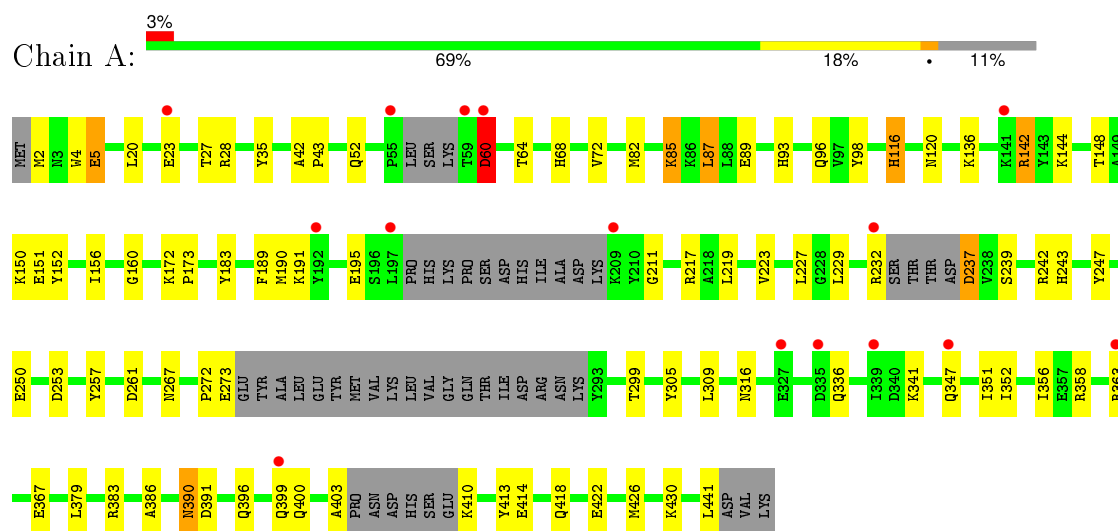 3%
Chain A:
69% 18% • 11%
MET M2 N3 W4 E5 L20 E23 T27 R28 Y35 A42 P43 Q52 P55 LEU SER LYS T59 D60 T64 H68 V72 M82 K85 K86 L87 L88 E89 H93 Q96 V97 Y98 H116 N120 K136 K141 R142 Y143 K144 T148 A149
K150 E151 Y152 I156 G160 K172 P173 Y183 F189 M190 K191 Y192 E195 S196 L197 PRO HIS LYS PRO SER ASP HIS ILE ALA ASP LYS K209 Y210 G211 R217 A218 L219 V223 L227 G228 L229 R232 SER THR THR ASP D237 V238 S239 R242 H243 Y247
E250 D253 Y257 D261 N267 P272 E273 GLU TYR ALA LEU GLU TYR MET VAL LYS LEU VAL GLY GLN THR ILE ASP ARG ASN LYS Y293 T299 Y305 L309 N316 E327 D335 Q336 I339 D340 K341 Q347 I351 I352 I356 E357 R358 R363
E367 L379 R383 A386 N390 D391 Q396 Q399 Q400 A403 PRO ASN ASP HIS SER GLU K410 Y413 E414 Q418 E422 M426 K430 L441 ASP VAL LYS